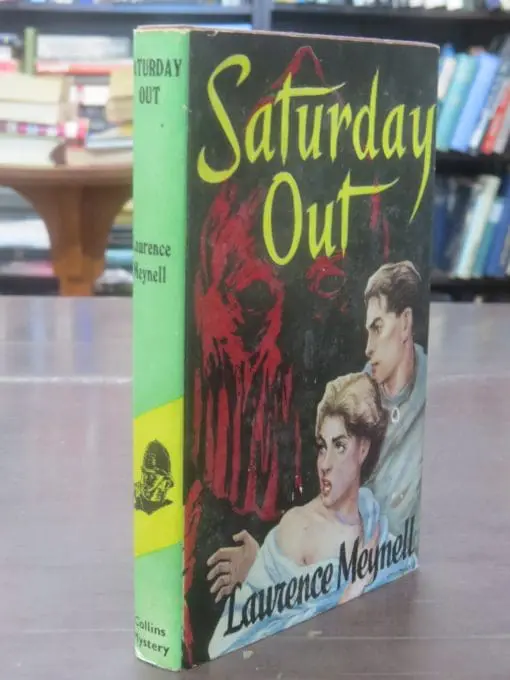 SATURDAY
OUT
Laurence
Meynell
Collins
Mystery
Saturday
Out
Laurence Meynell